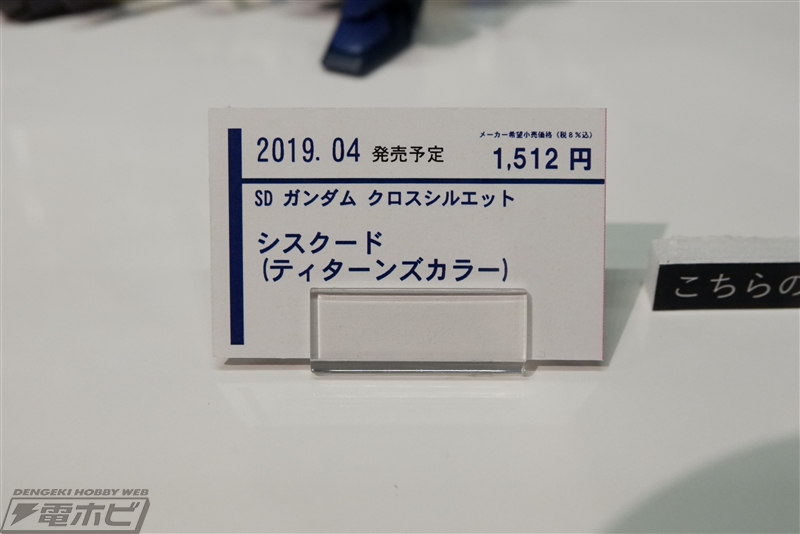 メーカー希望小売価格（税8％込）
2019.04 発売予定 1,512 円
SD ガンダム クロスシルエット
シスクード
(ティターンズカラー)
こちらの
DENGEKI HOBBY WEB
電ホビ